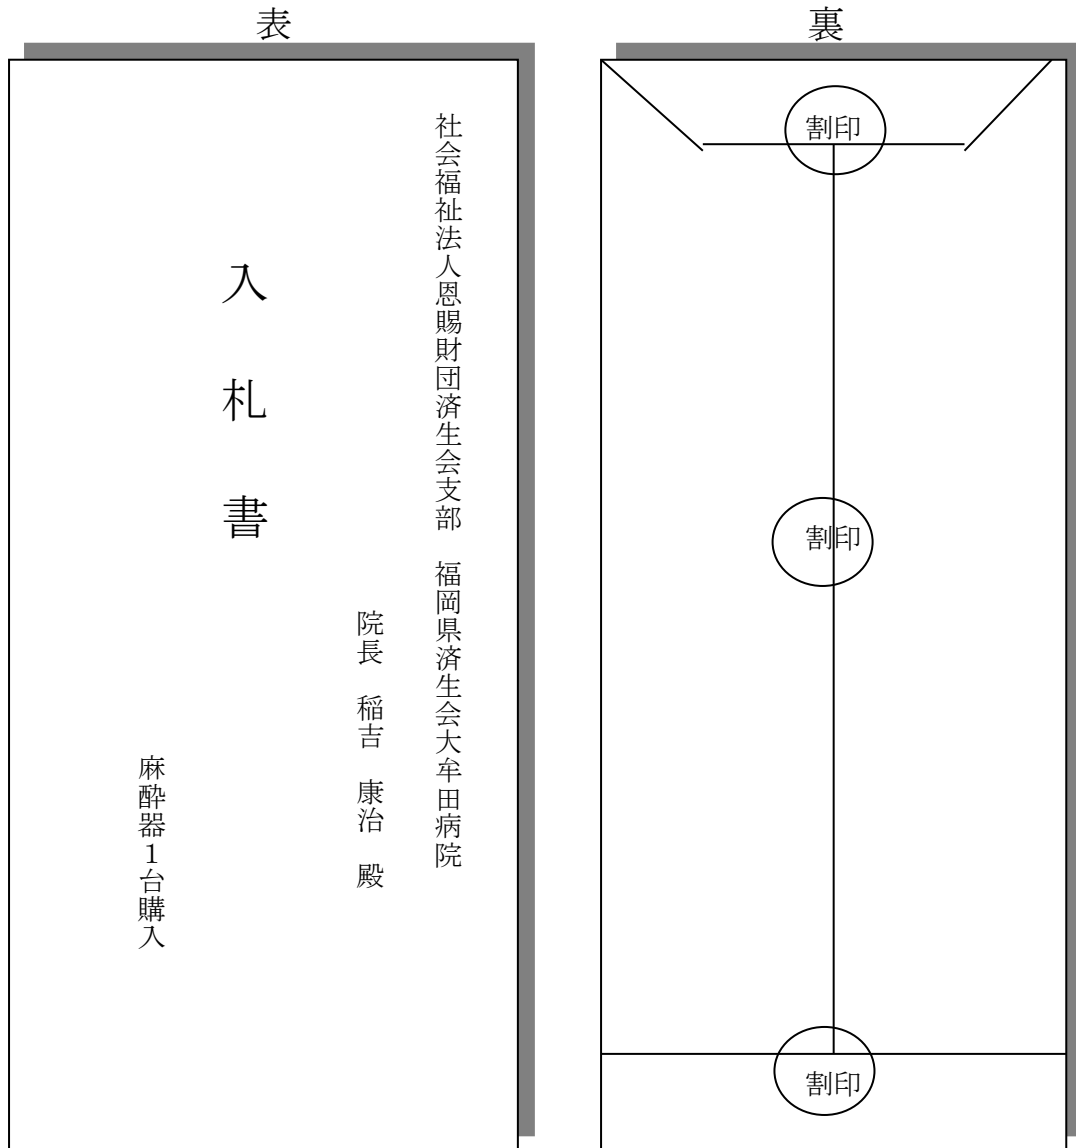 表
社会福祉法人恩賜財団済生会支部　福岡県済生会大牟田病院
院長　稲吉　康治　殿
入札書
麻酔器１台購入
裏
割印
割印
割印